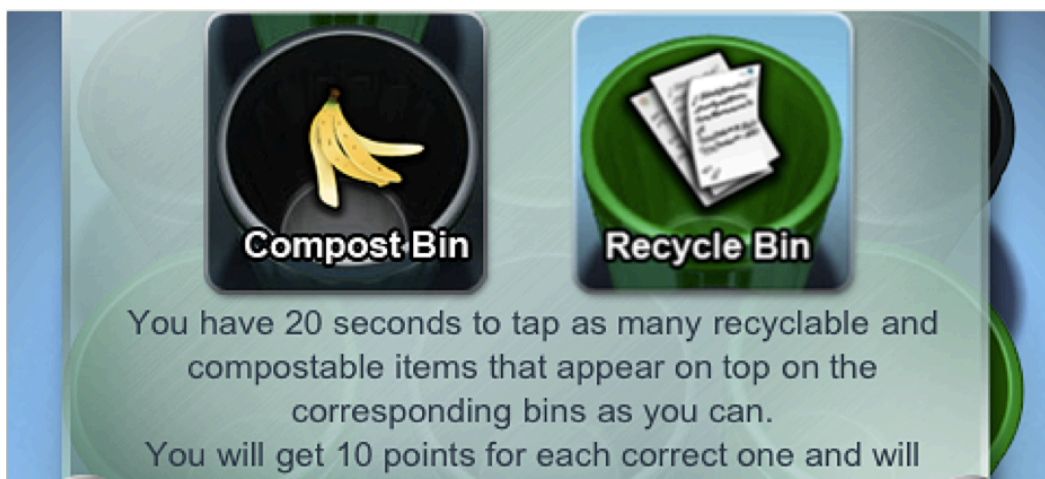 Compost Bin
Recycle Bin
You have 20 seconds to tap as many recyclable and
compostable items that appear on top on the
corresponding bins as you can.
You will get 10 points for each correct one and will